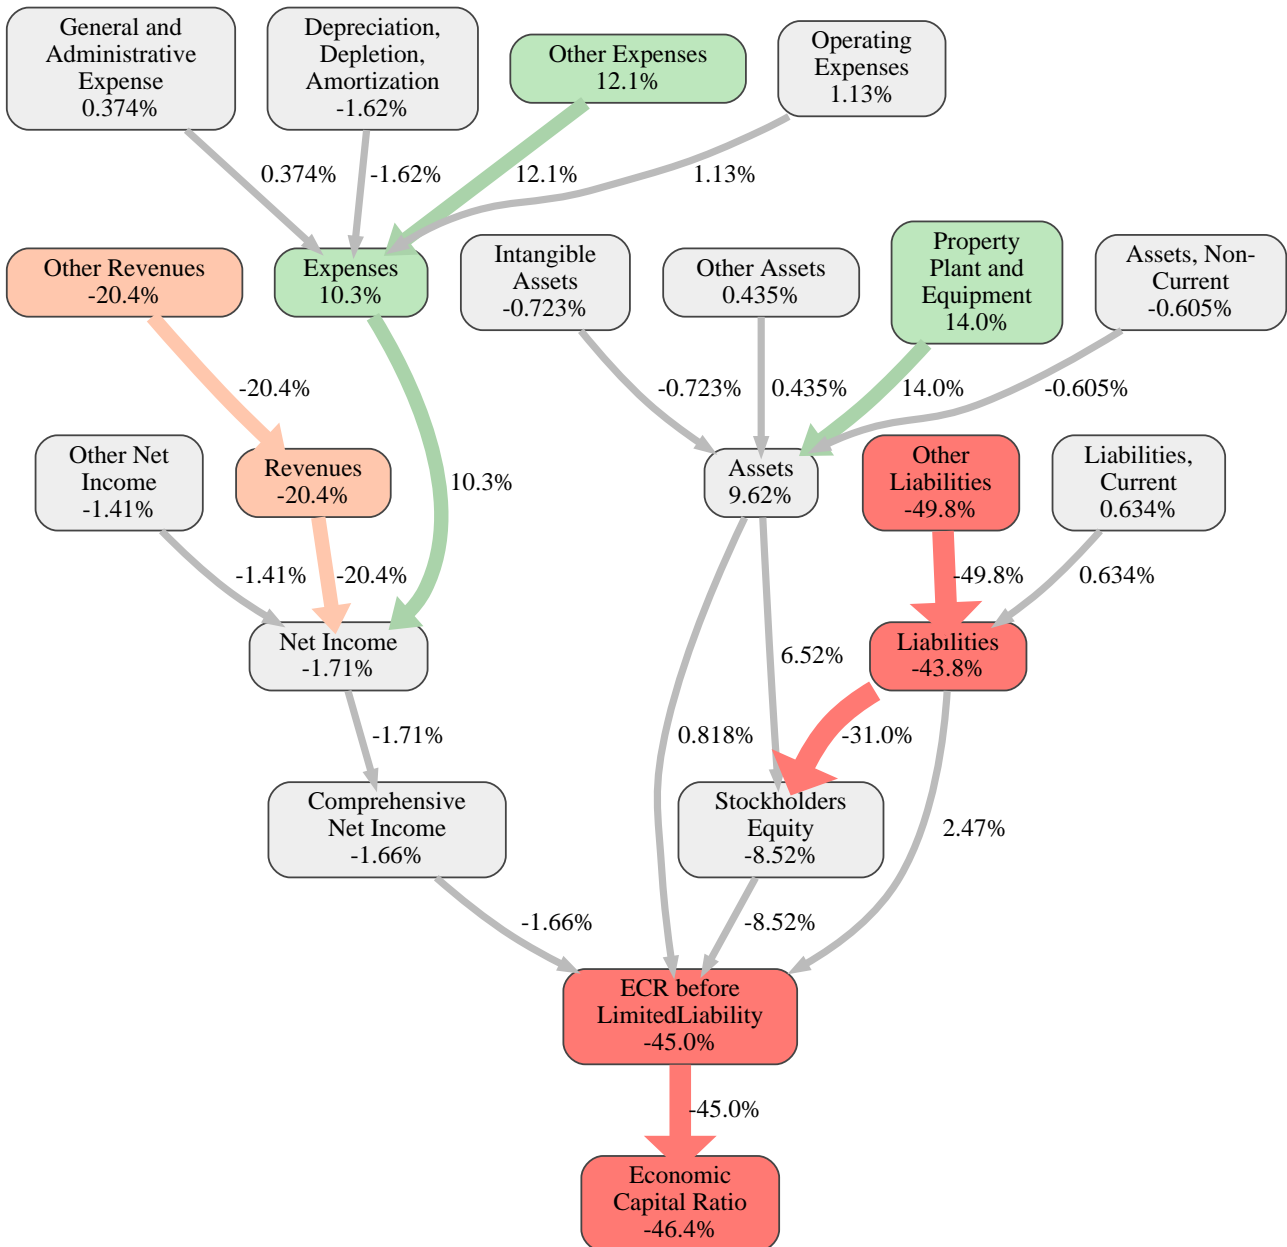 General and
Administrative
Expense
0.374%
Depreciation,
Depletion,
Amortization
-1.62%
Other Expenses
12.1%
Operating
Expenses
1.13%
0.374%
-1.62%
12.1%
1.13%
Other Revenues
-20.4%
Expenses
10.3%
Intangible
Assets
-0.723%
Other Assets
0.435%
Property
Plant and
Equipment
14.0%
Assets, Non-
Current
-0.605%
-20.4%
-0.723%
0.435%
14.0%
-0.605%
Other Net
Income
-1.41%
Revenues
-20.4%
10.3%
Assets
9.62%
Other
Liabilities
-49.8%
Liabilities,
Current
0.634%
-1.41%
-20.4%
-49.8%
0.634%
Net Income
-1.71%
6.52%
Liabilities
-43.8%
-1.71%
0.818%
-31.0%
Comprehensive
Net Income
-1.66%
Stockholders
Equity
-8.52%
2.47%
-1.66%
-8.52%
ECR before
LimitedLiability
-45.0%
-45.0%
Economic
Capital Ratio
-46.4%